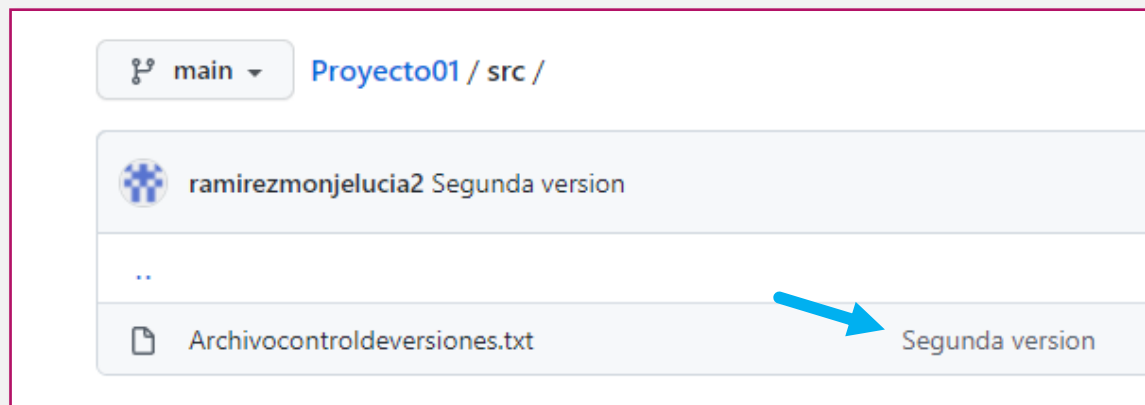 main Proyecto01 / src /
ramirezmonjelucia2 Segunda version
..
Archivocontroldeversiones.txt Segunda version